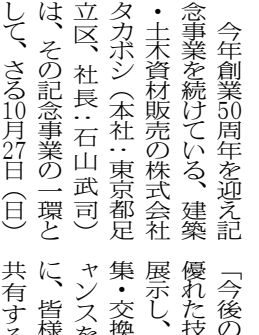 今年創業50周年を迎え記
念事業を続けている、建築
・土木資材販売の株式会社
タカボシ（本社：東京都足
立区、社長：石山武司）
は、その記念事業の一環と
して、さる10月27日（日）
「今後の
優れた技
展示し、
集・交換
ャンスを
に、皆様
共有する